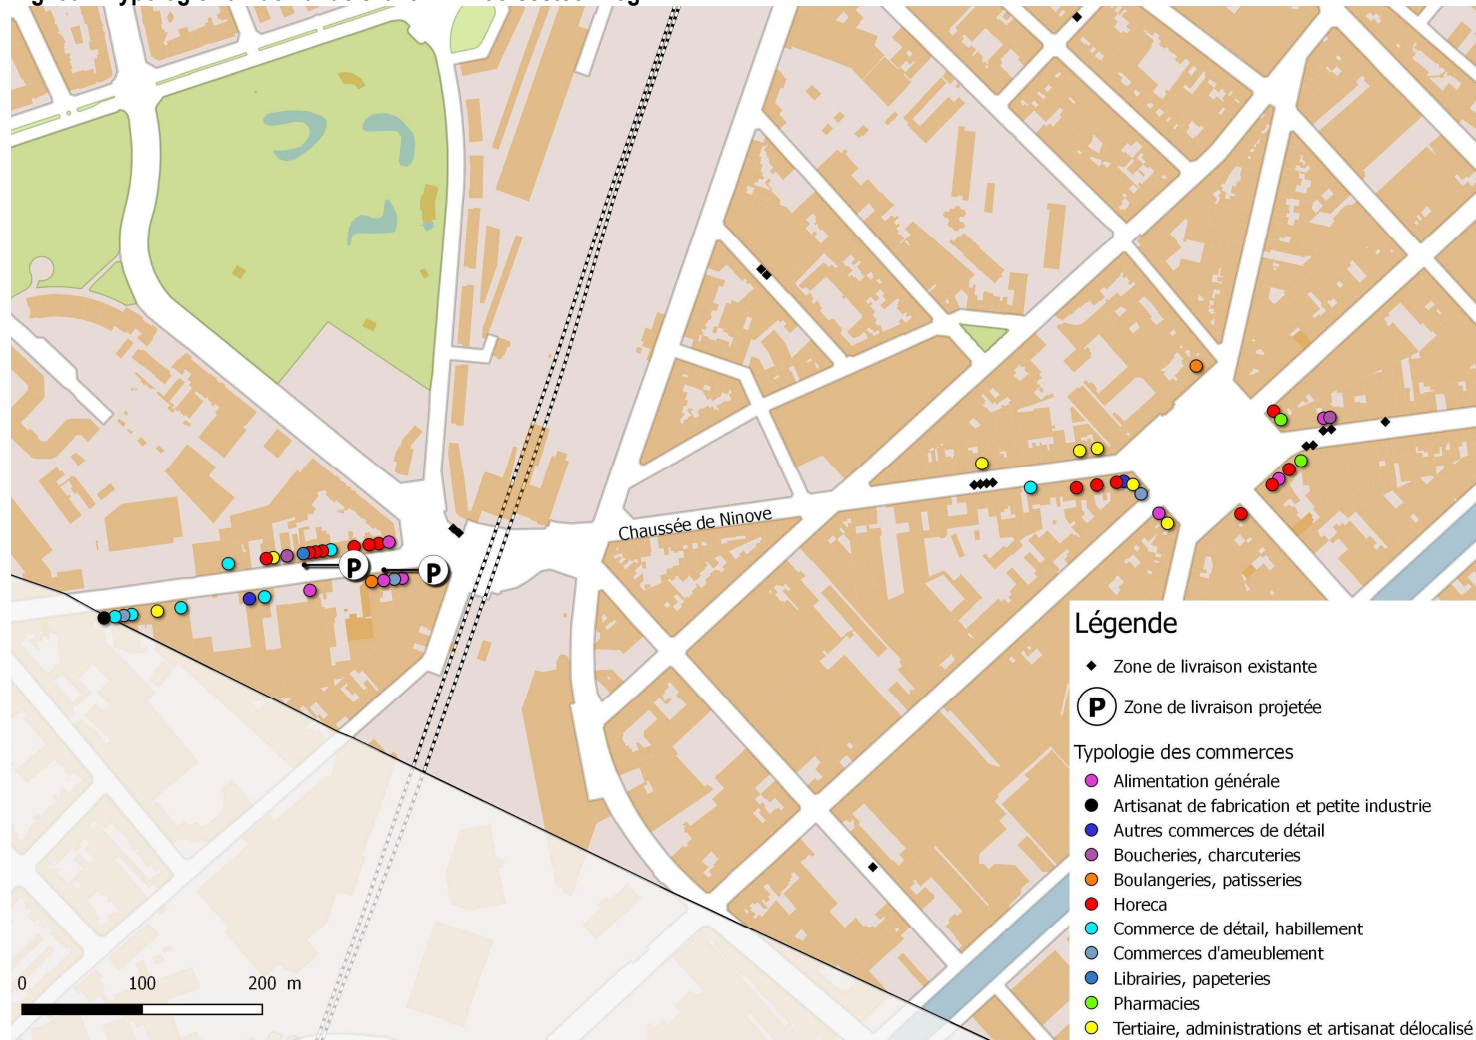 P
P
Chaussée de Ninove
Légende
Zone de livraison existante
P Zone de livraison projetée
Typologie des commerces
Alimentation générale
Artisanat de fabrication et petite industrie
Autres commerces de détail
Boucheries, charcuteries
Boulangeries, patisseries
Horeca
Commerce de détail, habillement
Commerces d'ameublement
Librairies, papeteries
Pharmacies
Tertiaire, administrations et artisanat délocalisé
0 100 200 m